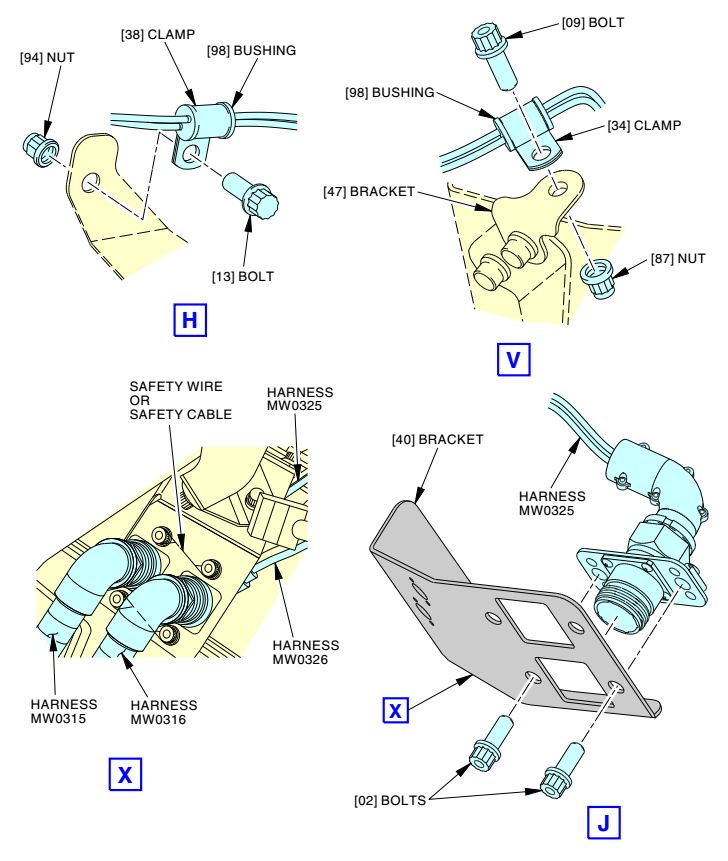 [38] CLAMP
[98] BUSHING
[94] NUT
[13] BOLT
H
[09] BOLT
[98] BUSHING
[34] CLAMP
[47] BRACKET
[87] NUT
V
SAFETY WIRE
OR
SAFETY CABLE
HARNESS
MW0325
HARNESS
MW0326
HARNESS
MW0315
HARNESS
MW0316
X
[40] BRACKET
HARNESS
MW0325
X
[02] BOLTS
J